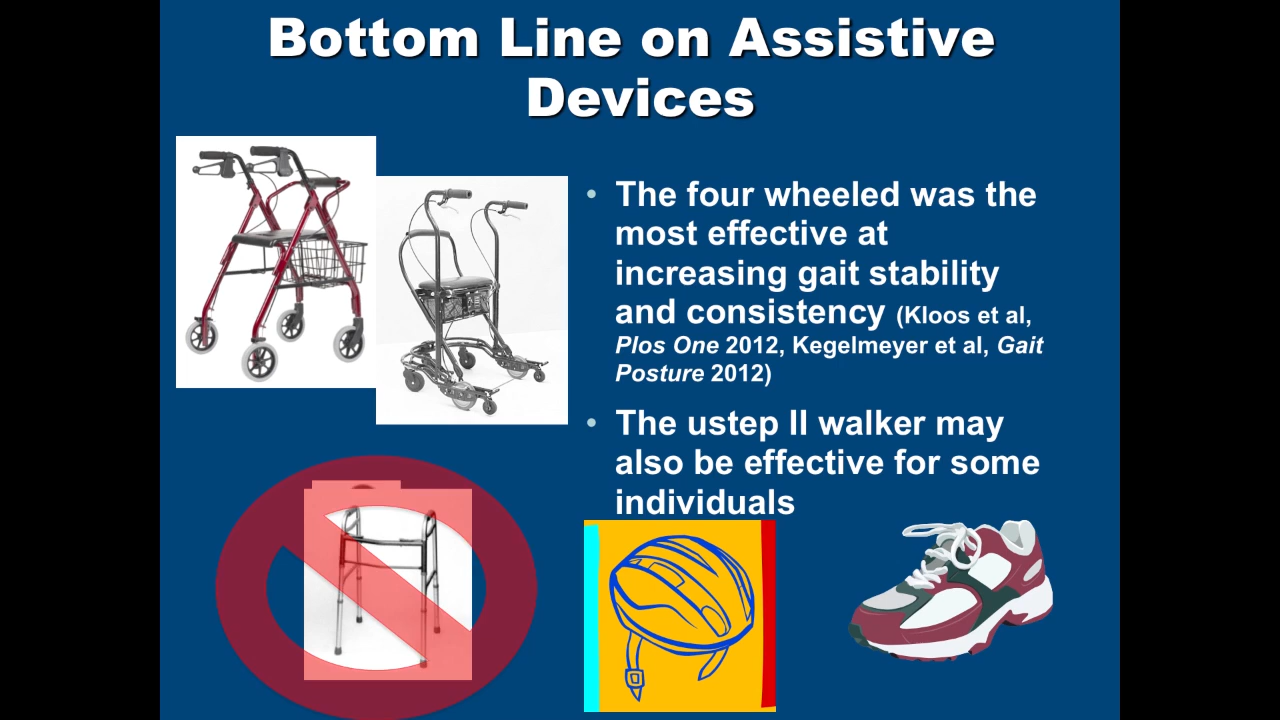 Bottom Line on Assistive
Devices
• The four wheeled was the
most effective at
increasing gait stability
and consistency (Kloos et al,
Plos One 2012, Kegelmeyer et al, Gait
Posture 2012)
• The ustep II walker may
also be effective for some
individuals